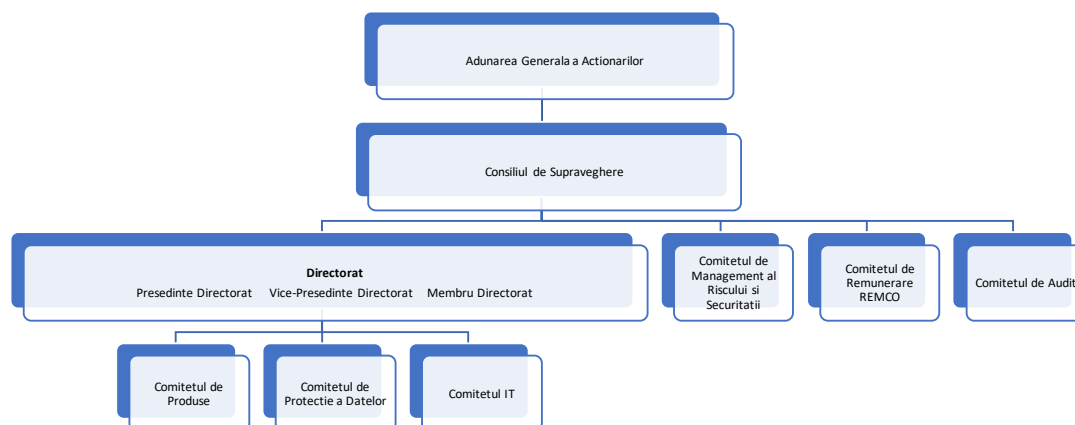 Adunarea Generala a Actionarilor
Consiliul de Supraveghere
Directorat
Presedinte Directorat Vice-Presedinte Directorat Membru Directorat
Comitetul de
Management al
Riscului si
Securitatii
Comitetul de
Remunerare
REMCO
Comitetul de Audit
Comitetul de
Produse
Comitetul de
Protectie a Datelor
Comitetul IT